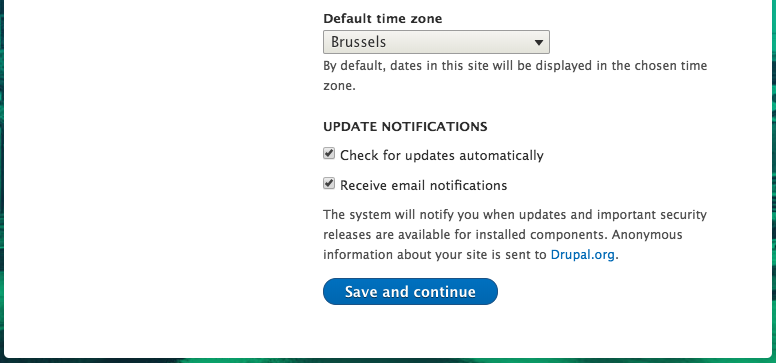 Default time zone
Brussels
By default, dates in this site will be displayed in the chosen time
zone.
UPDATE NOTIFICATIONS
Check for updates automatically
Receive email notifications
The system will notify you when updates and important security
releases are available for installed components. Anonymous
information about your site is sent to Drupal.org.
Save and continue